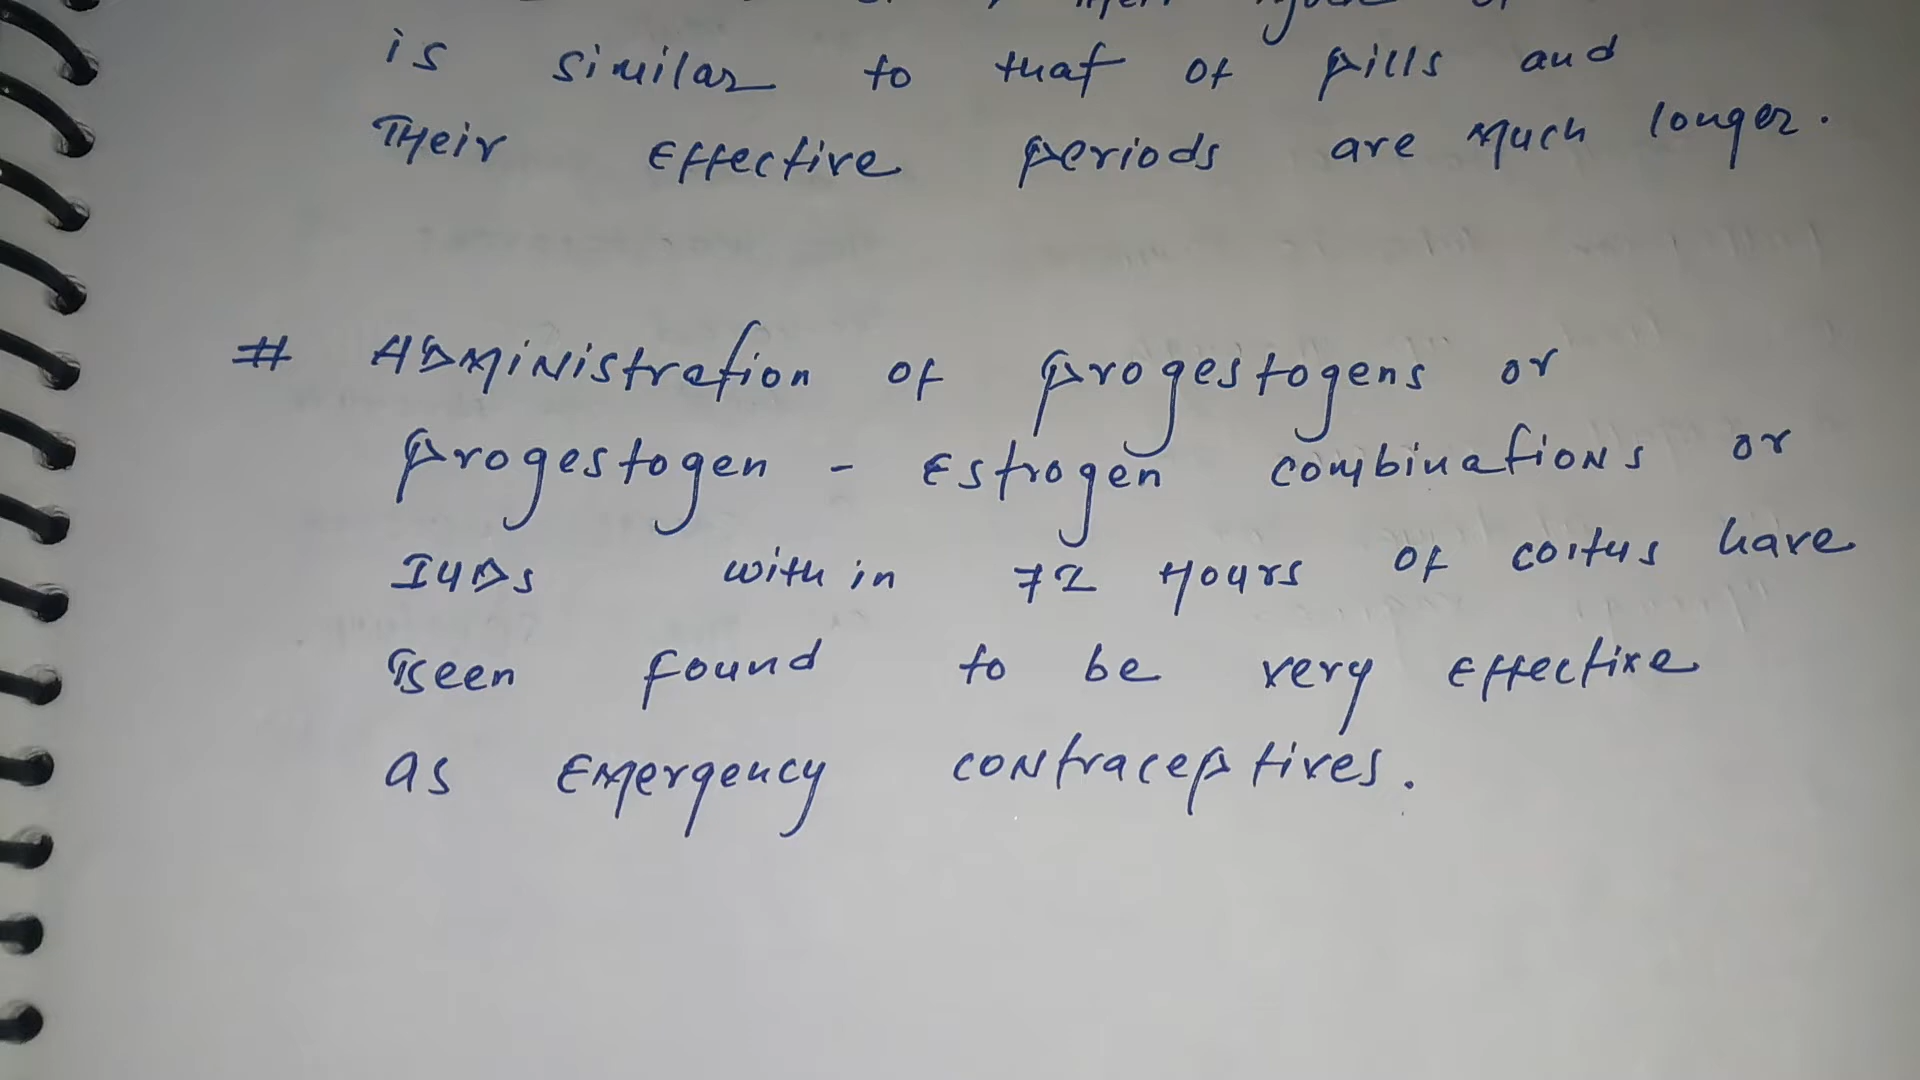 is similar to that of pills and
Their Effective periods are much longer.
# ADMiNistration of progestogens or
progestogen - Estrogen combinations or
IUDs with in 72 Hours of coitus have
Been found to be very Effective
as Emergency contraceptives.